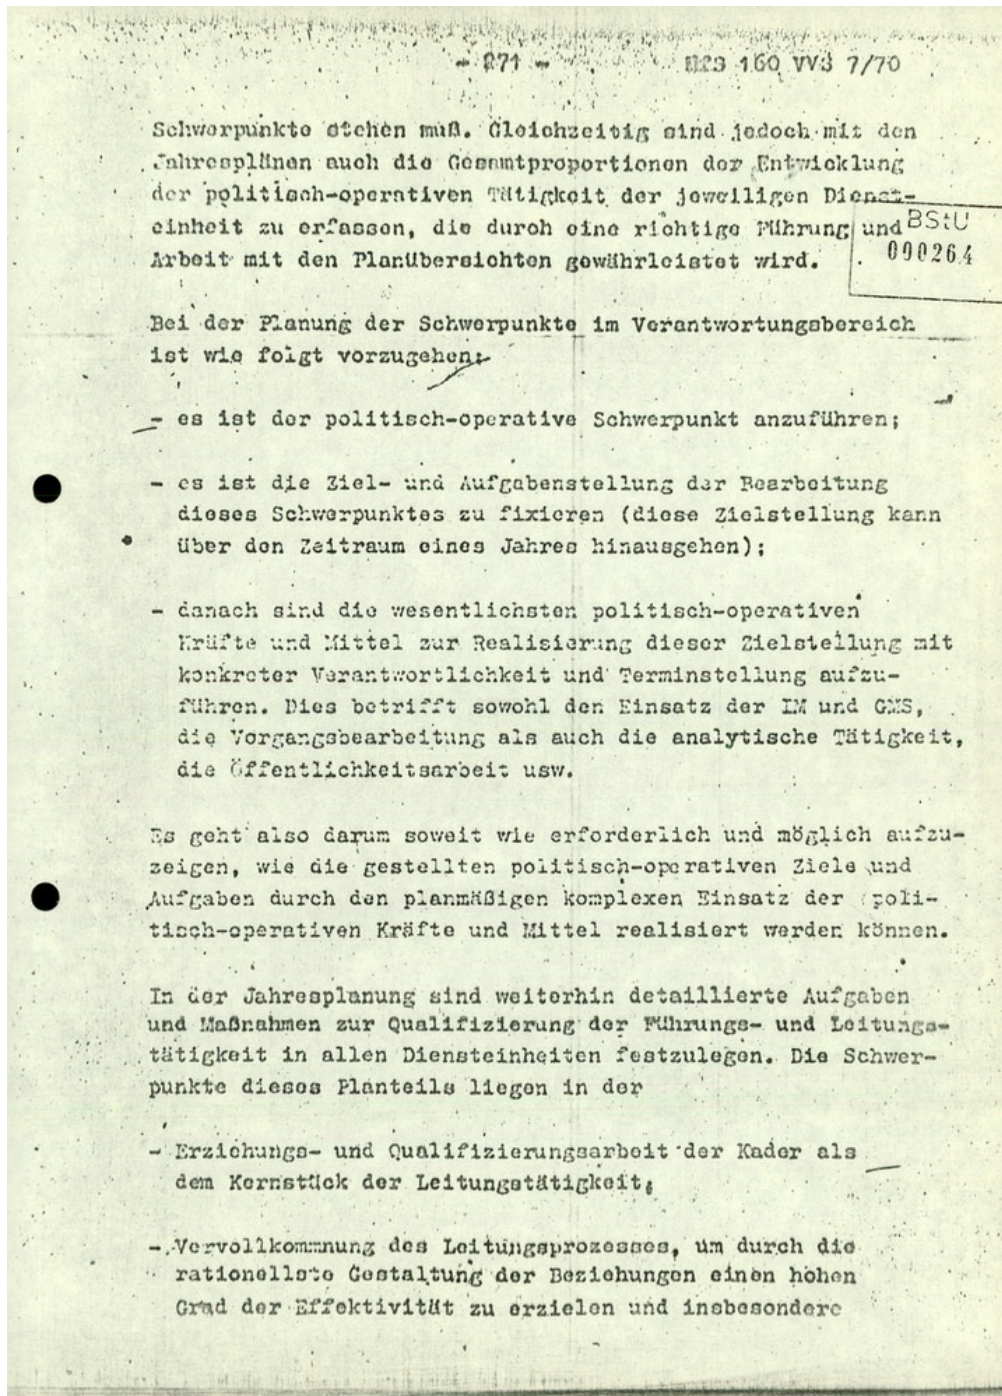 - 271 -
MfS 160 VVS 7/70
Schwerpunkte stehen muß. Gleichzeitig sind jedoch mit den
Jahresplänen auch die Gesamtproportionen der Entwicklung
der politisch-operativen Tätigkeit der jeweiligen Dienst-
einheit zu erfassen, die durch eine richtige Führung und
Arbeit mit den Planübersichten gewährleistet wird.
BStU
000264
Bei der Planung der Schwerpunkte im Verantwortungsbereich
ist wie folgt vorzugehen:
- es ist der politisch-operative Schwerpunkt anzuführen;
- es ist die Ziel- und Aufgabenstellung der Bearbeitung
dieses Schwerpunktes zu fixieren (diese Zielstellung kann
über den Zeitraum eines Jahres hinausgehen);
- danach sind die wesentlichsten politisch-operativen
Kräfte und Mittel zur Realisierung dieser Zielstellung mit
konkreter Verantwortlichkeit und Terminstellung aufzu-
führen. Dies betrifft sowohl den Einsatz der IM und GMS,
die Vorgangsbearbeitung als auch die analytische Tätigkeit,
die Öffentlichkeitsarbeit usw.
Es geht also darum soweit wie erforderlich und möglich aufzu-
zeigen, wie die gestellten politisch-operativen Ziele und
Aufgaben durch den planmäßigen komplexen Einsatz der poli-
tisch-operativen Kräfte und Mittel realisiert werden können.
In der Jahresplanung sind weiterhin detaillierte Aufgaben
und Maßnahmen zur Qualifizierung der Führungs- und Leitungs-
tätigkeit in allen Diensteinheiten festzulegen. Die Schwer-
punkte dieses Planteils liegen in der
- Erziehungs- und Qualifizierungsarbeit der Kader als
dem Kernstück der Leitungstätigkeit;
- Vervollkommnung des Leitungsprozesses, um durch die
rationellste Gestaltung der Beziehungen einen hohen
Grad der Effektivität zu erzielen und insbesondere